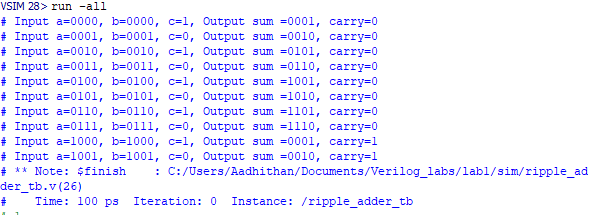 VSIM 28> run -all
# Input a=0000, b=0000, c=1, Output sum =0001, carry=0
# Input a=0001, b=0001, c=0, Output sum =0010, carry=0
# Input a=0010, b=0010, c=1, Output sum =0101, carry=0
# Input a=0011, b=0011, c=0, Output sum =0110, carry=0
# Input a=0100, b=0100, c=1, Output sum =1001, carry=0
# Input a=0101, b=0101, c=0, Output sum =1010, carry=0
# Input a=0110, b=0110, c=1, Output sum =1101, carry=0
# Input a=0111, b=0111, c=0, Output sum =1110, carry=0
# Input a=1000, b=1000, c=1, Output sum =0001, carry=1
# Input a=1001, b=1001, c=0, Output sum =0010, carry=1
# ** Note: $finish    : C:/Users/Aadhithan/Documents/Verilog_labs/lab1/sim/ripple_ad
der_tb.v(26)
#    Time: 100 ps  Iteration: 0  Instance: /ripple_adder_tb